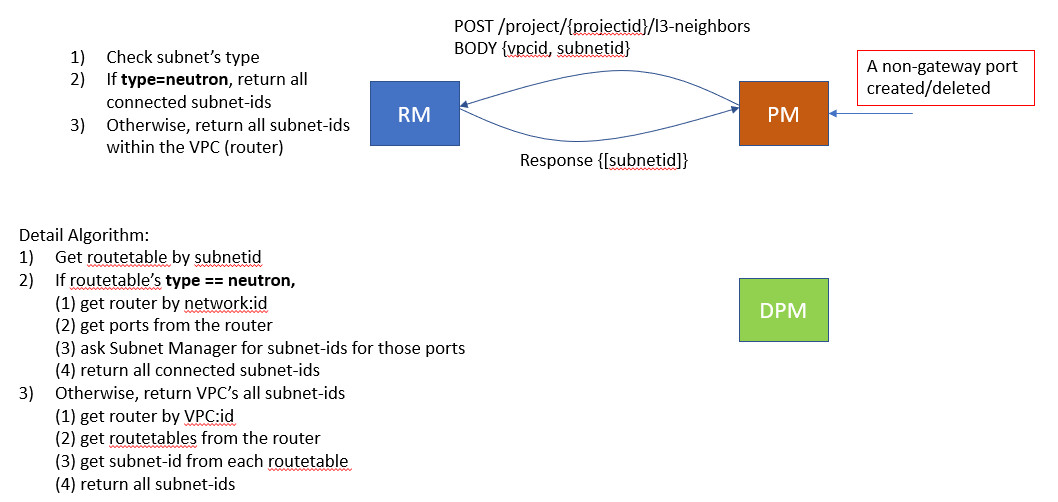 POST /project/{projectid}/l3-neighbors
BODY {vpcid, subnetid}
1) Check subnet’s type
2) If type=neutron, return all
connected subnet-ids
3) Otherwise, return all subnet-ids
within the VPC (router)
RM
PM
A non-gateway port
created/deleted
Response {[subnetid]}
Detail Algorithm:
1) Get routetable by subnetid
2) If routetable’s type == neutron,
(1) get router by network:id
(2) get ports from the router
(3) ask Subnet Manager for subnet-ids for those ports
(4) return all connected subnet-ids
3) Otherwise, return VPC’s all subnet-ids
(1) get router by VPC:id
(2) get routetables from the router
(3) get subnet-id from each routetable
(4) return all subnet-ids
DPM